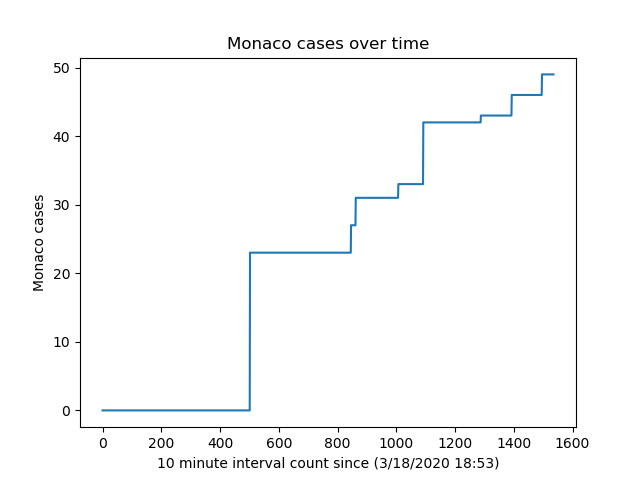 Monaco cases over time
Monaco cases
50
40
30
20
10
0
0 200 400 600 800 1000 1200 1400 1600
10 minute interval count since (3/18/2020 18:53)